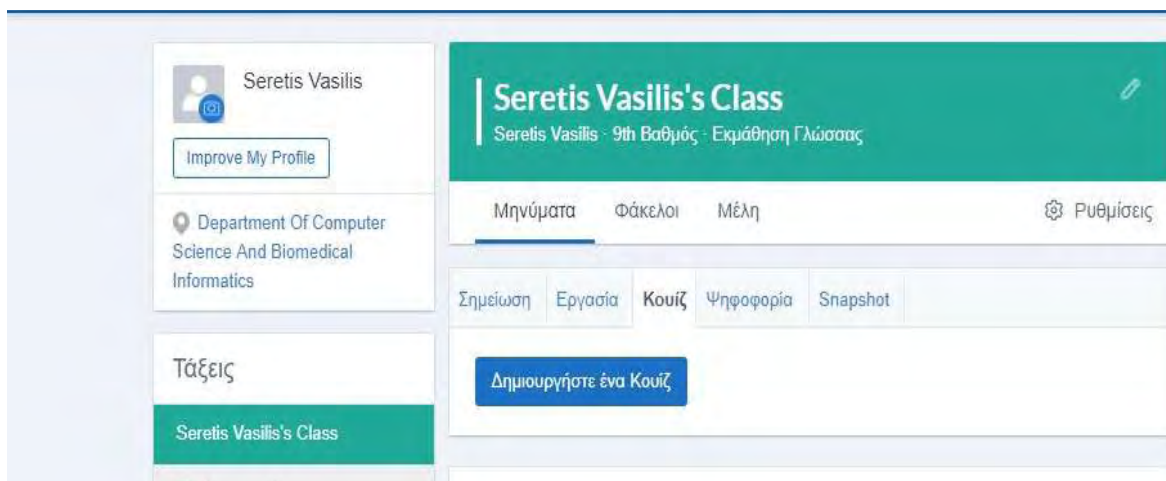 Seretis Vasilis
Improve My Profile
Department Of Computer
Science And Biomedical
Informatics
Τάξεις
Seretis Vasilis's Class
Seretis Vasilis's Class
Seretis Vasilis · 9th Βαθμός · Εκμάθηση Γλώσσας
Μηνύματα Φάκελοι Μέλη Ρυθμίσεις
Σημείωση Εργασία Κουίζ Ψηφοφορία Snapshot
Δημιουργήστε ένα Κουίζ